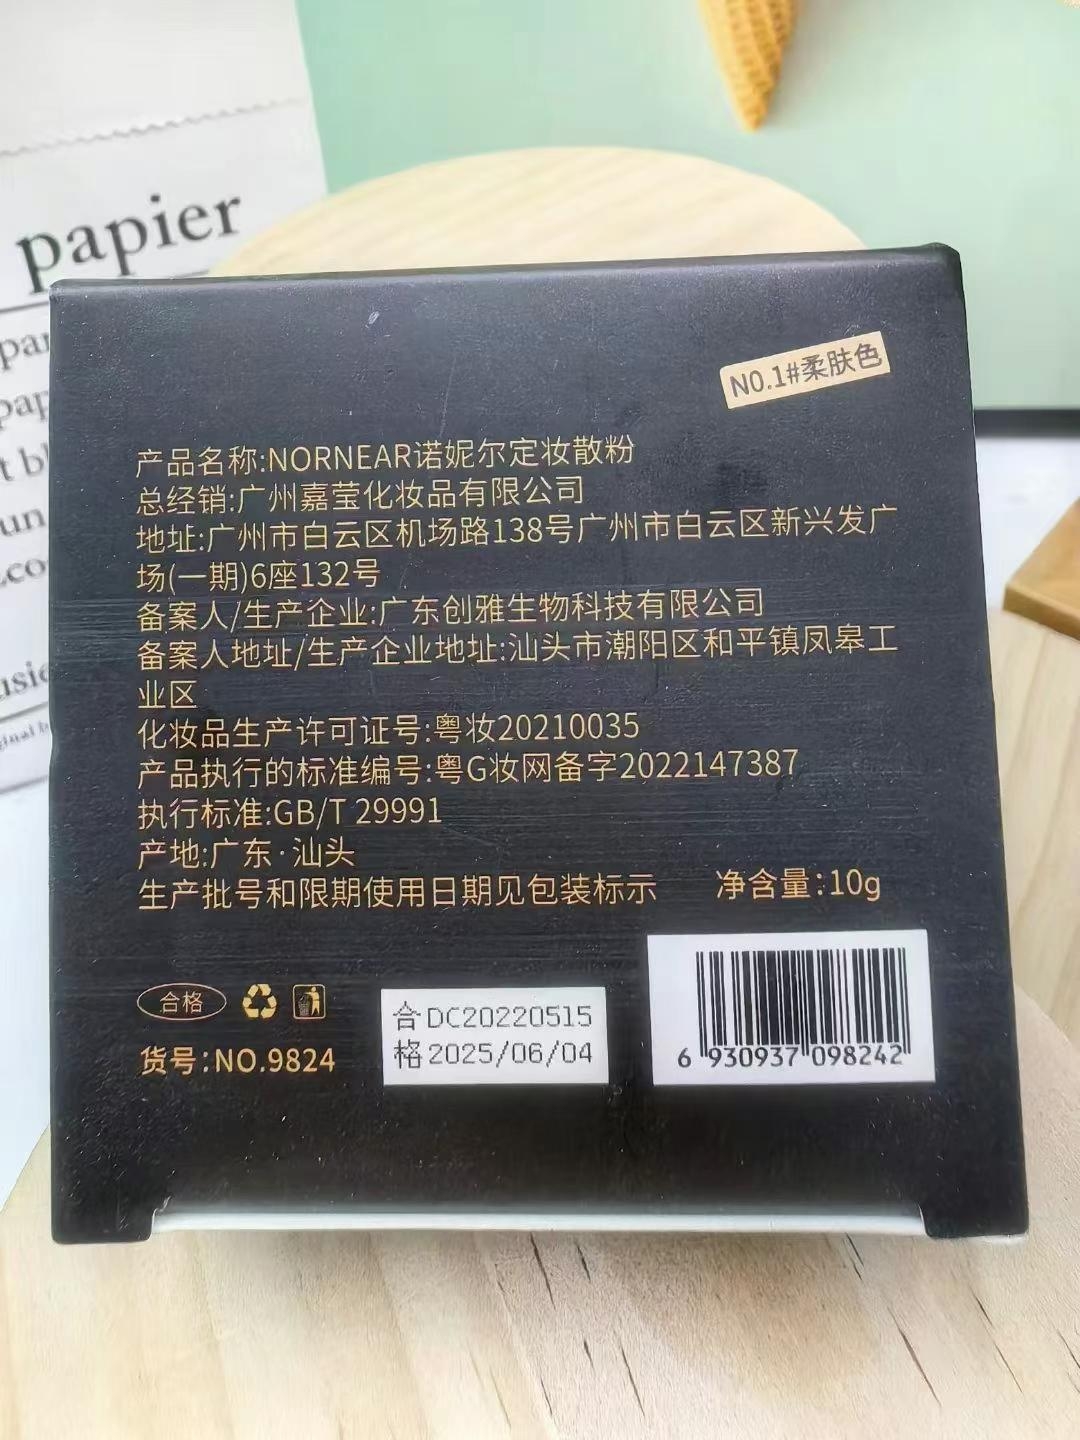 papier
NO.1#柔肤色
产品名称:NORNEAR诺妮尔定妆散粉
总经销:广州嘉莹化妆品有限公司
地址:广州市白云区机场路138号广州市白云区新兴发广
场(一期)6座132号
备案人/生产企业:广东创雅生物科技有限公司
备案人地址/生产企业地址:汕头市潮阳区和平镇凤皋工
业区
化妆品生产许可证号:粤妆20210035
产品执行的标准编号:粤G妆网备字2022147387
执行标准:GB/T 29991
产地:广东·汕头
生产批号和限期使用日期见包装标示
净含量:10g
合格
货号:NO.9824
合 DC20220515
格 2025/06/04
6 930937 098242